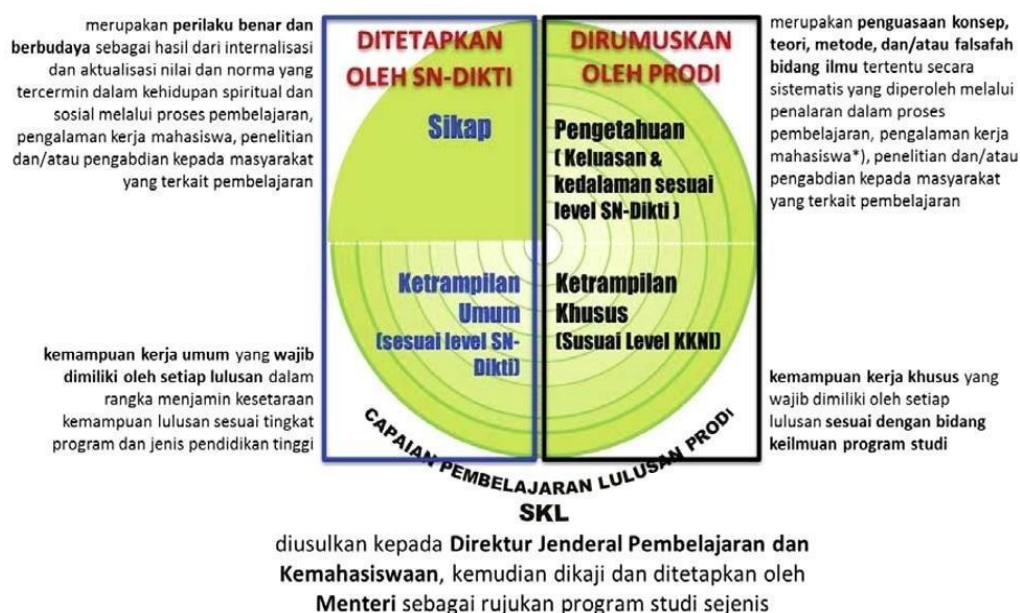 merupakan perilaku benar dan
berbudaya sebagai hasil dari internalisasi
dan aktualisasi nilai dan norma yang
tercermin dalam kehidupan spiritual dan
sosial melalui proses pembelajaran,
pengalaman kerja mahasiswa, penelitian
dan/atau pengabdian kepada masyarakat
yang terkait pembelajaran
DITETAPKAN
OLEH SN-DIKTI
Sikap
DIRUMUSKAN
OLEH PRODI
Pengetahuan
( Keluasan &
kedalaman sesuai
level SN-Dikti )
merupakan penguasaan konsep,
teori, metode, dan/atau falsafah
bidang ilmu tertentu secara
sistematis yang diperoleh melalui
penalaran dalam proses
pembelajaran, pengalaman kerja
mahasiswa*), penelitian dan/atau
pengabdian kepada masyarakat
yang terkait pembelajaran
kemampuan kerja umum yang wajib
dimiliki oleh setiap lulusan dalam
rangka menjamin kesetaraan
kemampuan lulusan sesuai tingkat
program dan jenis pendidikan tinggi
Ketrampilan
Umum
(sesuai level SN-
Dikti)
Ketrampilan
Khusus
(Susuai Level KKNI)
kemampuan kerja khusus yang
wajib dimiliki oleh setiap
lulusan sesuai dengan bidang
keilmuan program studi
CAPAIAN PEMBELAJARAN LULUSAN PRODI
SKL
diusulkan kepada Direktur Jenderal Pembelajaran dan
Kemahasiswaan, kemudian dikaji dan ditetapkan oleh
Menteri sebagai rujukan program studi sejenis